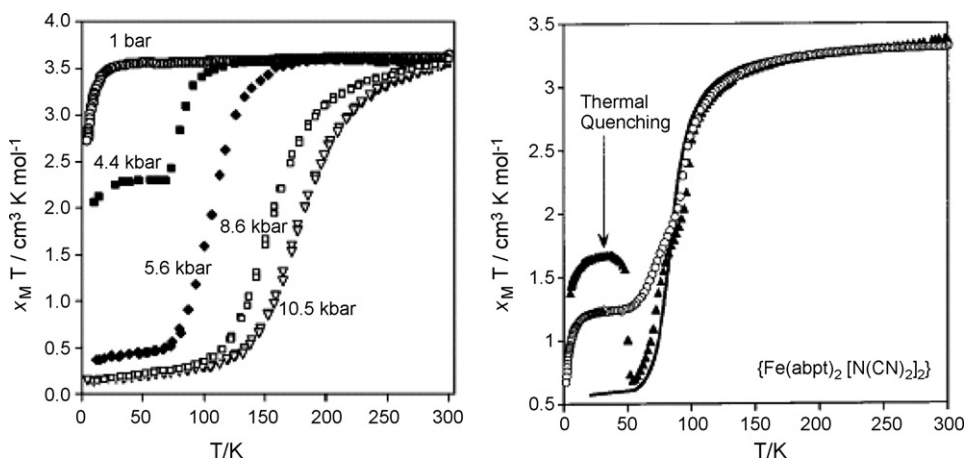 4.0
3.5
3.0
2.5
2.0
1.5
1.0
0.5
0.0
0 50 100 150 200 250 300
T/K
xM T / cm³ K mol⁻¹
1 bar
4.4 kbar
5.6 kbar
8.6 kbar
10.5 kbar
3.5
3
2.5
2
1.5
1
0.5
0 50 100 150 200 250 300
T/K
xM T / cm³ K mol⁻¹
Thermal
Quenching
{Fe(abpt)₂ [N(CN)₂]₂}